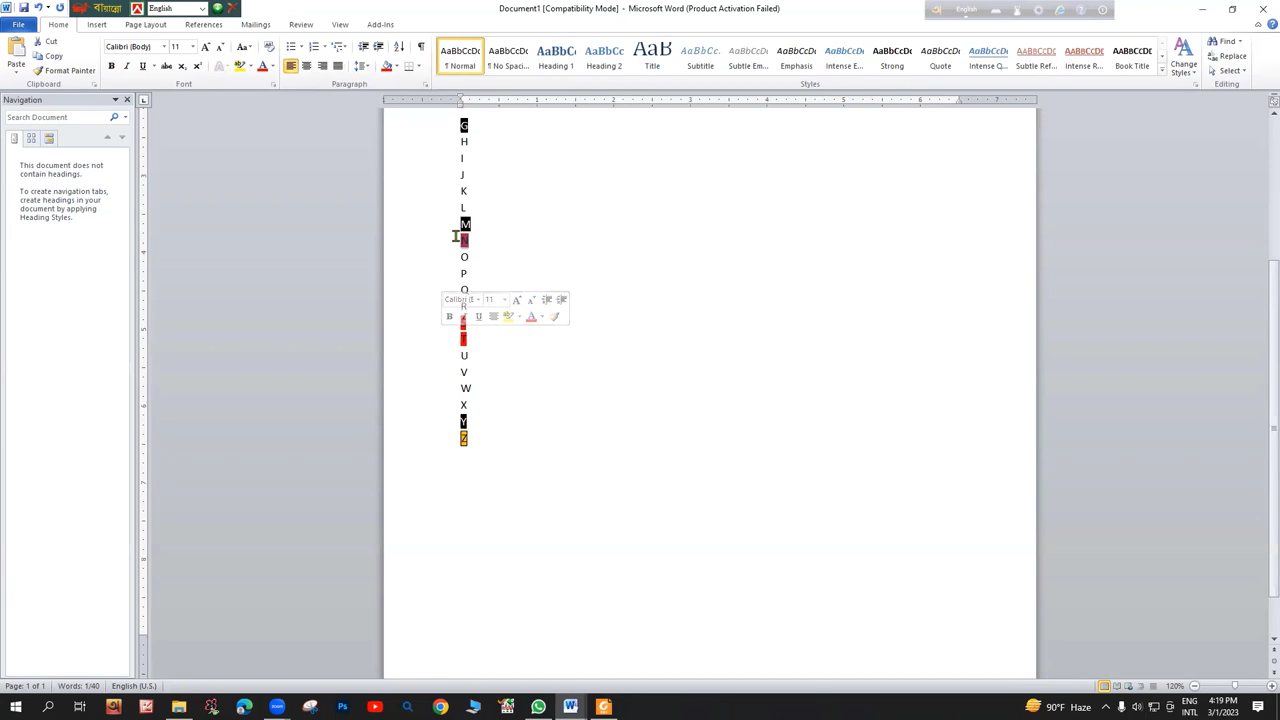 বায়ান্নো English
Document1 [Compatibility Mode] - Microsoft Word (Product Activation Failed)
English
File Home Insert Page Layout References Mailings Review View Add-Ins
Paste
Cut
Copy
Format Painter
Clipboard
Calibri (Body) 11
Font
Paragraph
AaBbCcDc AaBbCcDc AaBbC AaBbCc AaB AaBbCc. AaBbCcDc AaBbCcDc AaBbCcDc AaBbCcDc AaBbCcDc AaBbCcDc AaBbCcDc AaBbCcDc AaBbCcDc
¶ Normal ¶ No Spaci... Heading 1 Heading 2 Title Subtitle Subtle Em... Emphasis Intense E... Strong Quote Intense Q... Subtle Ref... Intense R... Book Title
Change Styles
Styles
Find
Replace
Select
Editing
Navigation
Search Document
This document does not contain headings.
To create navigation tabs, create headings in your document by applying Heading Styles.
G
H
I
J
K
L
M
N
O
P
Q
Calibri (E 11
R
T
U
V
W
X
Y
Z
Page: 1 of 1 Words: 1/40 English (U.S.) 120%
90°F Haze ENG INTL 4:19 PM 3/1/2023